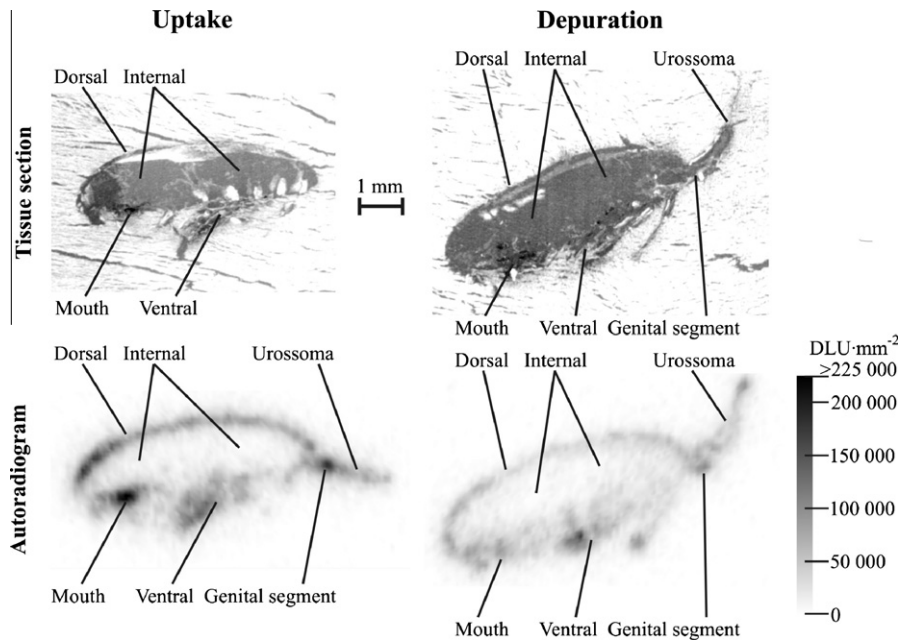 Uptake
Depuration
Tissue section
Dorsal Internal
Dorsal Internal Urossoma
1 mm
Mouth Ventral
Mouth Ventral Genital segment
Autoradiogram
Dorsal Internal Urossoma
Dorsal Internal Urossoma
Mouth Ventral Genital segment
Mouth Ventral Genital segment
DLU·mm⁻²
≥225 000
200 000
150 000
100 000
50 000
0